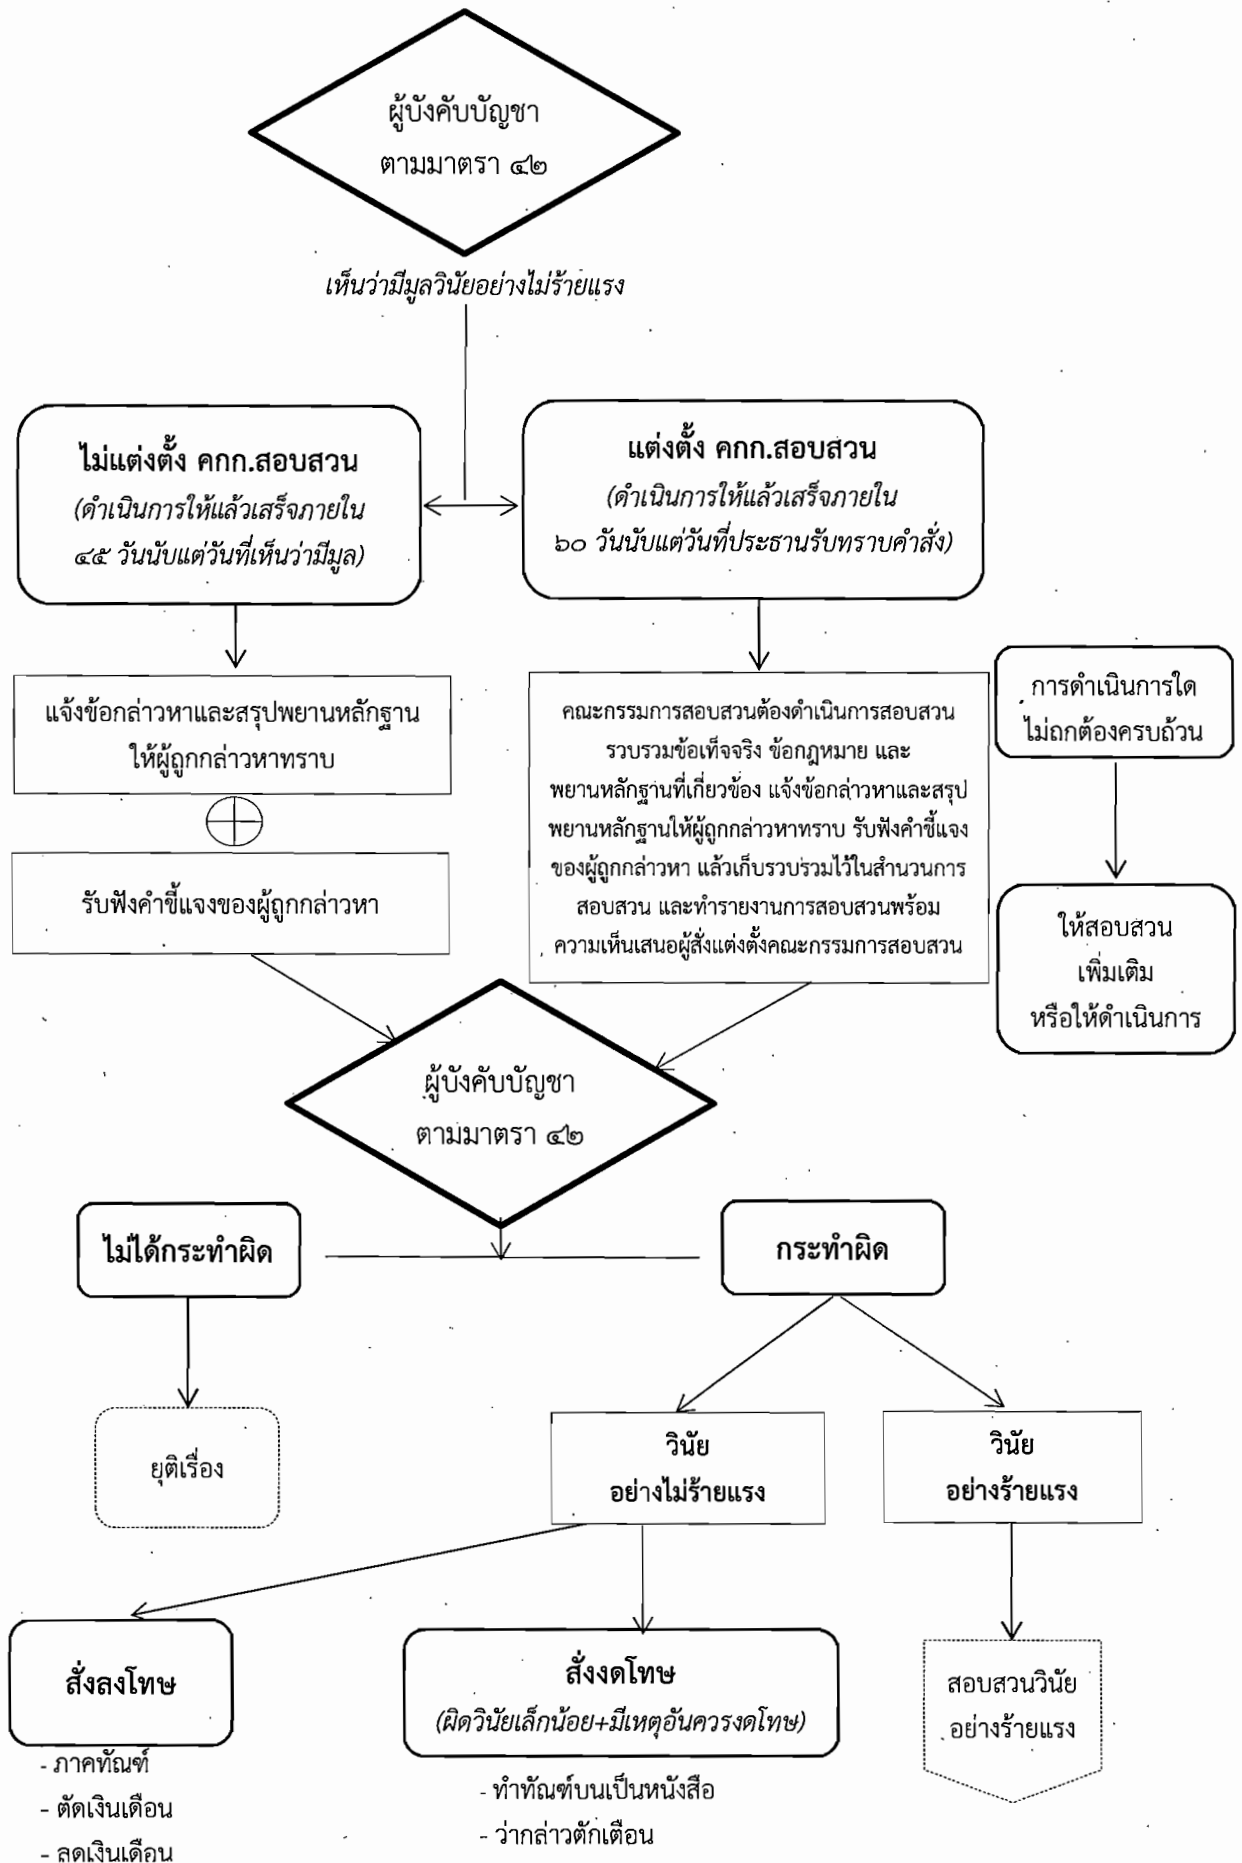 ผู้บังคับบัญชา
ตามมาตรา ๔๒
เห็นว่ามีมูลวินัยอย่างไม่ร้ายแรง
ไม่แต่งตั้ง คกก.สอบสวน
(ดำเนินการให้แล้วเสร็จภายใน
๔๕ วันนับแต่วันที่เห็นว่ามีมูล)
แต่งตั้ง คกก.สอบสวน
(ดำเนินการให้แล้วเสร็จภายใน
๖๐ วันนับแต่วันที่ประธานรับทราบคำสั่ง)
แจ้งข้อกล่าวหาและสรุปพยานหลักฐาน
ให้ผู้ถูกกล่าวหาทราบ
รับฟังคำชี้แจงของผู้ถูกกล่าวหา
คณะกรรมการสอบสวนต้องดำเนินการสอบสวน
รวบรวมข้อเท็จจริง ข้อกฎหมาย และ
พยานหลักฐานที่เกี่ยวข้อง แจ้งข้อกล่าวหาและสรุป
พยานหลักฐานให้ผู้ถูกกล่าวหาทราบ รับฟังคำชี้แจง
ของผู้ถูกกล่าวหา แล้วเก็บรวบรวมไว้ในสำนวนการ
สอบสวน และทำรายงานการสอบสวนพร้อม
ความเห็นเสนอผู้สั่งแต่งตั้งคณะกรรมการสอบสวน
การดำเนินการใด
ไม่ถูกต้องครบถ้วน
ให้สอบสวน
เพิ่มเติม
หรือให้ดำเนินการ
ผู้บังคับบัญชา
ตามมาตรา ๔๒
ไม่ได้กระทำผิด
กระทำผิด
ยุติเรื่อง
วินัย
อย่างไม่ร้ายแรง
วินัย
อย่างร้ายแรง
สั่งลงโทษ
- ภาคทัณฑ์
- ตัดเงินเดือน
- ลดเงินเดือน
สั่งงดโทษ
(ผิดวินัยเล็กน้อย+มีเหตุอันควรงดโทษ)
- ทำทัณฑ์บนเป็นหนังสือ
- ว่ากล่าวตักเตือน
สอบสวนวินัย
อย่างร้ายแรง